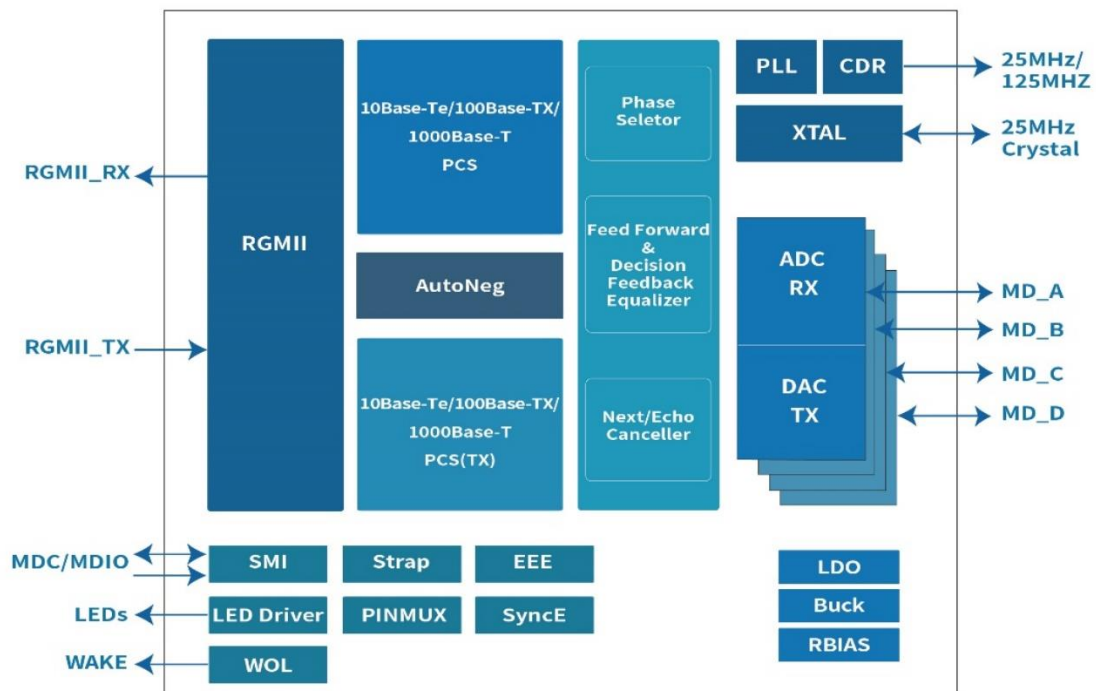 RGMII_RX
RGMII_TX
RGMII
10Base-Te/100Base-TX/
1000Base-T
PCS
AutoNeg
10Base-Te/100Base-TX/
1000Base-T
PCS(TX)
Phase
Seletor
Feed Forward
&
Decision
Feedback
Equalizer
Next/Echo
Canceller
PLL
CDR
25MHz/
125MHZ
XTAL
25MHz
Crystal
ADC
RX
DAC
TX
MD_A
MD_B
MD_C
MD_D
MDC/MDIO
SMI
Strap
EEE
LEDs
LED Driver
PINMUX
SyncE
WAKE
WOL
LDO
Buck
RBIAS